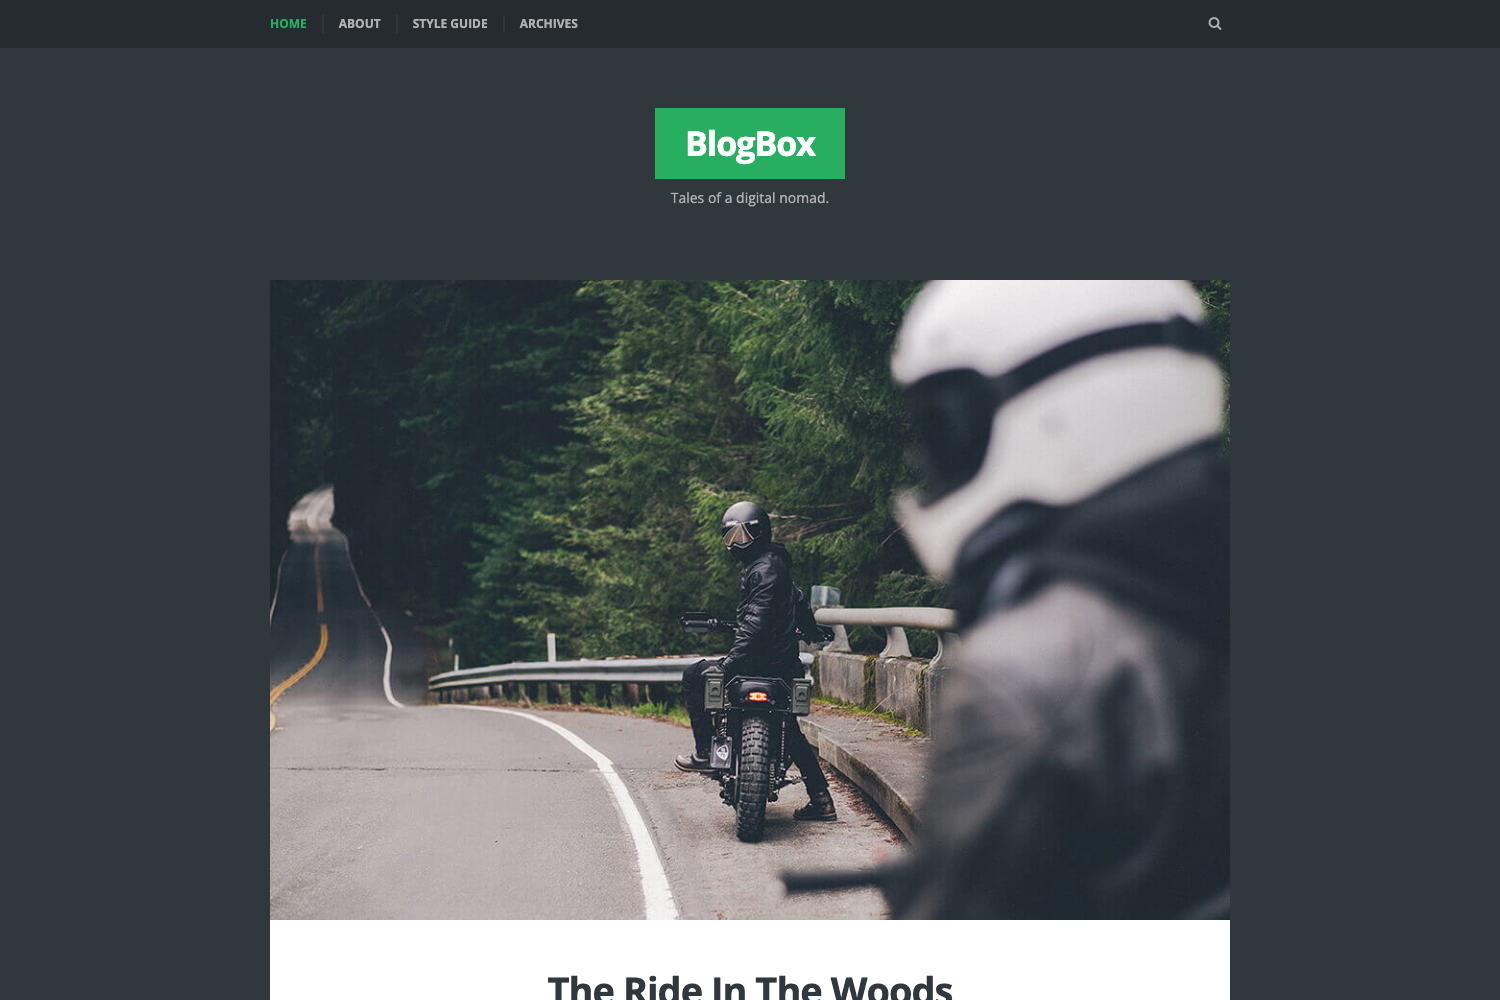 HOME ABOUT STYLE GUIDE ARCHIVES
BlogBox
Tales of a digital nomad.
The Ride In The Woods